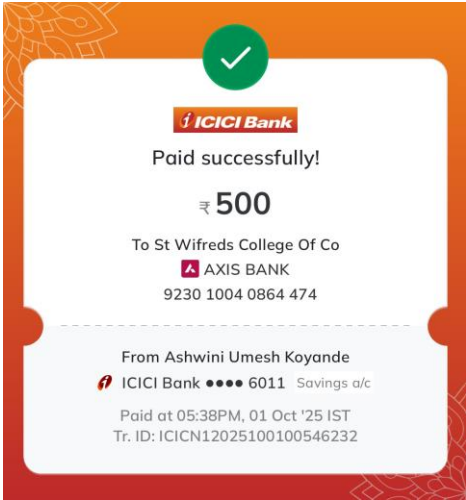 ICICI Bank
Paid successfully!
₹ 500
To St Wifreds College Of Co
AXIS BANK
9230 1004 0864 474
From Ashwini Umesh Koyande
ICICI Bank •••• 6011 Savings a/c
Paid at 05:38PM, 01 Oct '25 IST
Tr. ID: ICICN12025100100546232